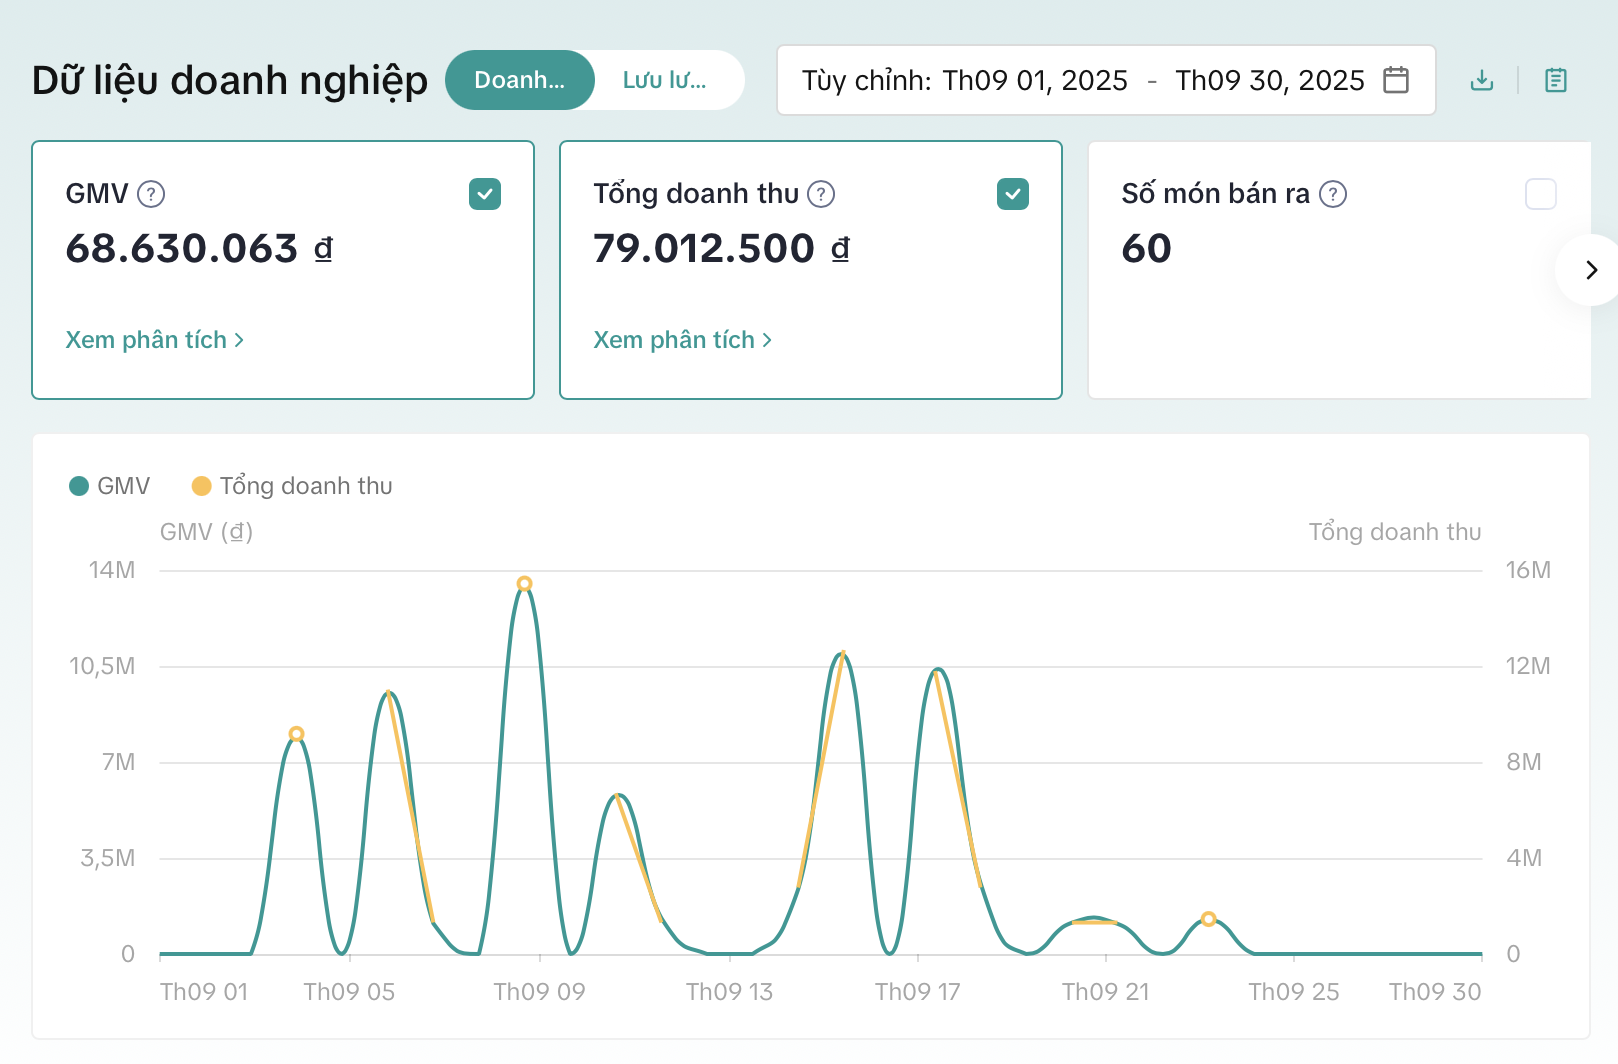 Dữ liệu doanh nghiệp
Doanh...
Lưu lư...
Tùy chỉnh: Th09 01, 2025 - Th09 30, 2025
GMV ?
68.630.063 ₫
Xem phân tích >
Tổng doanh thu ?
79.012.500 ₫
Xem phân tích >
Số món bán ra ?
60
GMV
Tổng doanh thu
GMV (₫)
Tổng doanh thu
14M
10,5M
7M
3,5M
0
16M
12M
8M
4M
0
Th09 01
Th09 05
Th09 09
Th09 13
Th09 17
Th09 21
Th09 25
Th09 30